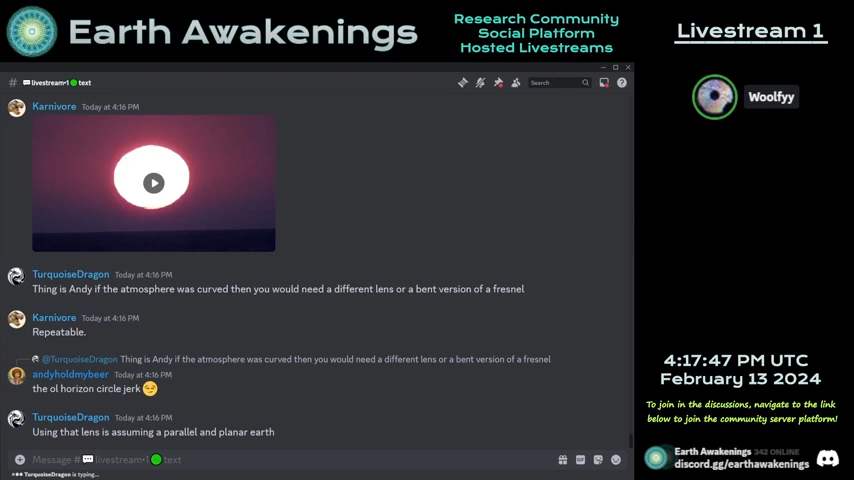 Earth Awakenings
Research Community
Social Platform
Hosted Livestreams
Livestream 1
# livestream-1 text
Search
Woolfyy
Karnivore Today at 4:16 PM
TurquoiseDragon Today at 4:16 PM
Thing is Andy if the atmosphere was curved then you would need a different lens or a bent version of a fresnel
Karnivore Today at 4:16 PM
Repeatable.
@TurquoiseDragon Thing is Andy if the atmosphere was curved then you would need a different lens or a bent version of a fresnel
andyholdmybeer Today at 4:16 PM
the ol horizon circle jerk😏
TurquoiseDragon Today at 4:16 PM
Using that lens is assuming a parallel and planar earth
Message # livestream-1 text
GIF
TurquoiseDragon is typing...
4:17:47 PM UTC
February 13 2024
To join in the discussions, navigate to the link
below to join the community server platform!
Earth Awakenings 342 ONLINE
discord.gg/earthawakenings